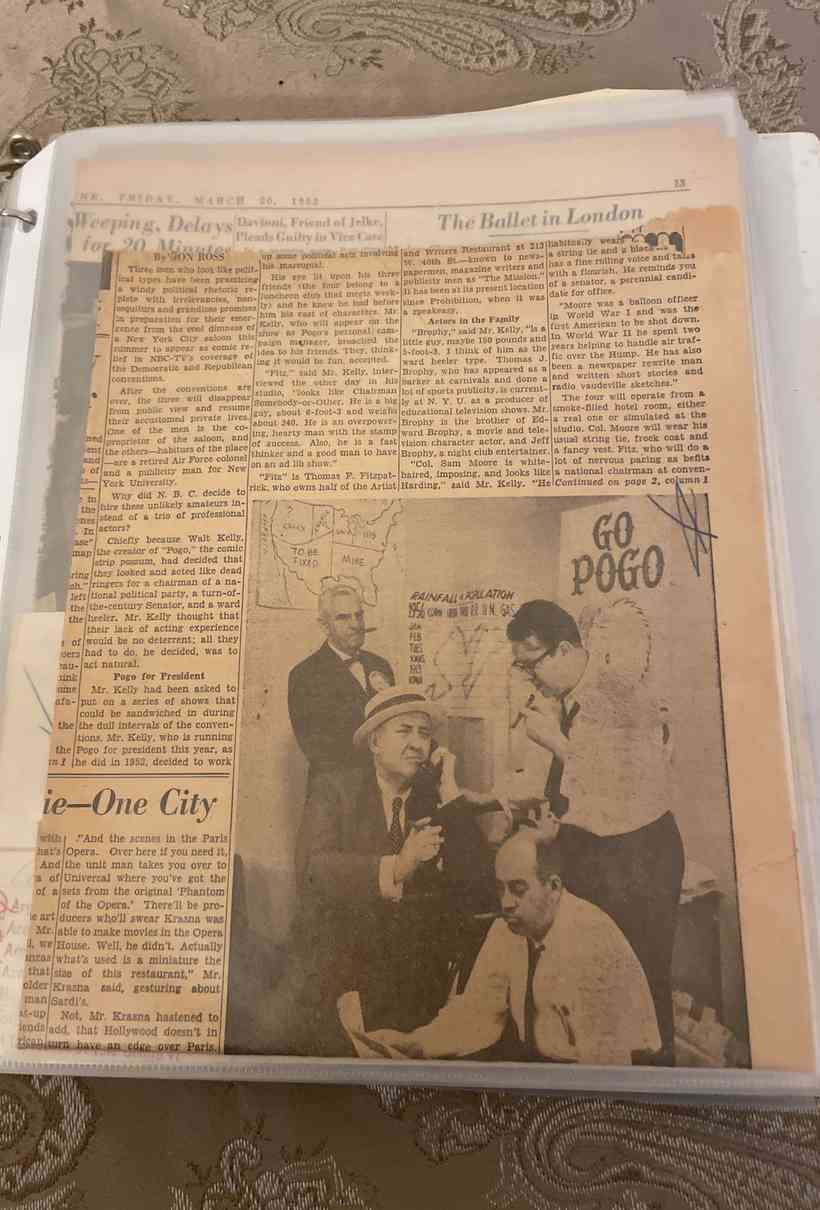 FRIDAY, MARCH 20, 1953
13
Weeping, Delays
for 20 Minutes
Davioni, Friend of Jelke,
Pleads Guilty in Vice Case
The Ballet in London
By DON ROSS
Three men who look like polit-
ical types have been practicing
a windy political rhetoric re-
plete with irrelevancies, non-
sequiturs and grandiose promises
in preparation for their emer-
gence from the cool dimness of
a New York City saloon this
summer to appear as comic re-
lief in NBC-TV's coverage of
the Democratic and Republican
conventions.
After the conventions are
over, the three will disappear
from public view and resume
their accustomed private lives.
One of the men is the co-
proprietor of the saloon, and
the others—habitues of the place
—are a retired Air Force colonel
and a publicity man for New
York University.
Why did N. B. C. decide to
hire these unlikely amateurs in-
stead of a trio of professional
actors?
Chiefly because Walt Kelly,
the creator of "Pogo," the comic
strip possum, had decided that
they looked and acted like dead
ringers for a chairman of a na-
tional political party, a turn-of-
the-century Senator, and a ward
heeler. Mr. Kelly thought that
their lack of acting experience
would be no deterrent; all they
had to do, he decided, was to
act natural.
Pogo for President
Mr. Kelly had been asked to
put on a series of shows that
could be sandwiched in during
the dull intervals of the conven-
tions. Mr. Kelly, who is running
Pogo for president this year, as
he did in 1952, decided to work
up some political acts involving
his marsupial.
His eye lit upon his three
friends (the four belong to a
luncheon club that meets week-
ly) and he knew he had before
him his cast of characters. Mr.
Kelly, who will appear on the
show as Pogo's personal cam-
paign manager, broached the
idea to his friends. They, think-
ing it would be fun, accepted.
"Fitz," said Mr. Kelly, inter-
viewed the other day in his
studio, "looks like Chairman
Somebody-or-Other. He is a big
guy, about 6-foot-3 and weighs
about 240. He is an overpower-
ing, hearty man with the stamp
of success. Also, he is a fast
thinker and a good man to have
on an ad lib show."
"Fitz" is Thomas F. Fitzpat-
rick, who owns half of the Artist
and Writers Restaurant at 213
W. 40th St.—known to news-
papermen, magazine writers and
publicity men as "The Mission."
It has been at its present location
since Prohibition, when it was
a speakeasy.
Actors in the Family
"Brophy," said Mr. Kelly, "is a
little guy, maybe 150 pounds and
5-foot-3. I think of him as the
ward heeler type. Thomas J.
Brophy, who has appeared as a
barker at carnivals and done a
lot of sports publicity, is current-
ly at N. Y. U. as a producer of
educational television shows. Mr.
Brophy is the brother of Ed-
ward Brophy, a movie and tele-
vision character actor, and Jeff
Brophy, a night club entertainer.
"Col. Sam Moore is white-
haired, imposing, and looks like
Harding," said Mr. Kelly. "He
habitually wears
a string tie and a black
has a fine rolling voice and talks
with a flourish. He reminds you
of a senator, a perennial candi-
date for office.
"Moore was a balloon officer
in World War I and was the
first American to be shot down.
In World War II he spent two
years helping to handle air traf-
fic over the Hump. He has also
been a newspaper rewrite man
and written short stories and
radio vaudeville sketches."
The four will operate from a
smoke-filled hotel room, either
a real one or simulated at the
studio. Col. Moore will wear his
usual string tie, frock coat and
a fancy vest. Fitz, who will do a
lot of nervous pacing as befits
a national chairman at conven-
Continued on page 2, column 1
TO BE
FIXED
MINE
RAINFALL &
JAN
FEB
TUES
GO
POGO
ie—One City
with
hat's
And
of a
Mr.
that
older
man
"And the scenes in the Paris
Opera. Over here if you need it,
and the unit man takes you over to
Universal where you've got the
sets from the original 'Phantom
of the Opera.' There'll be pro-
ducers who'll swear Krasna was
able to make movies in the Opera
House. Well, he didn't. Actually
what's used is a miniature the
size of this restaurant," Mr.
Krasna said, gesturing about
Sardi's.
Not, Mr. Krasna hastened to
add, that Hollywood doesn't in
turn have an edge over Paris.